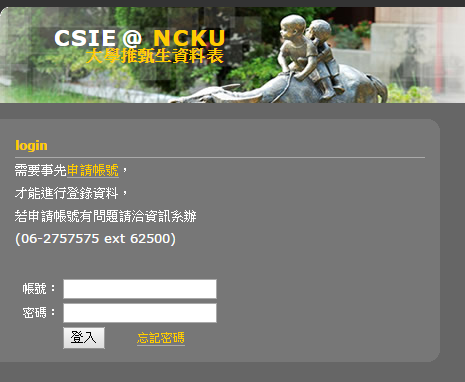 CSIE@ NCKU
大學推甄生資料表
login
需要事先申請帳號，
才能進行登錄資料，
若申請帳號有問題請洽資訊系辦
(06-2757575 ext 62500)
帳號：
密碼：
登入 忘記密碼